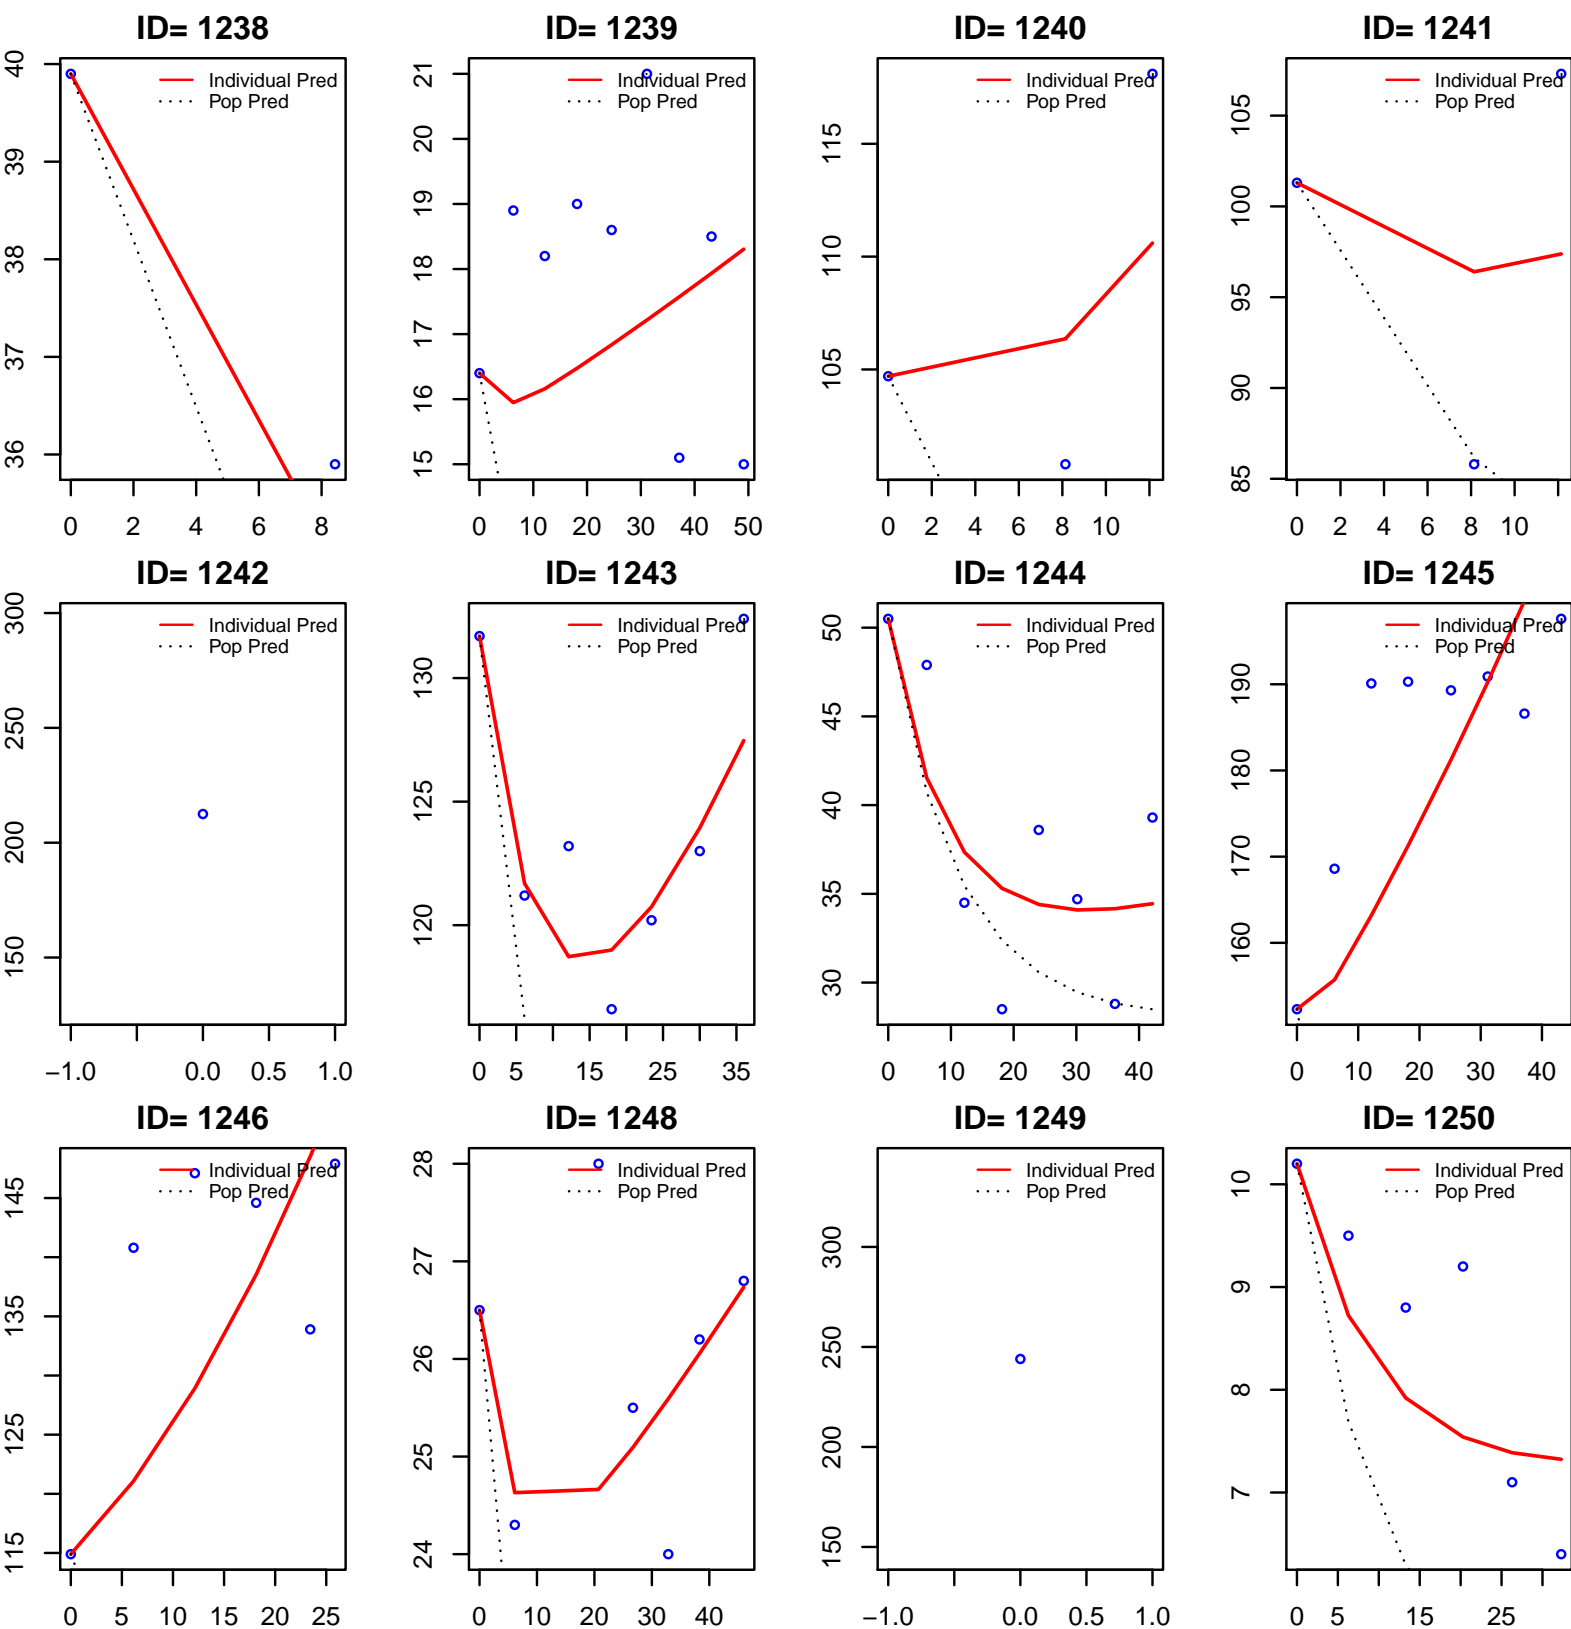 ID= 1238
40
39
38
37
36
0 2 4 6 8
Individual Pred
Pop Pred
ID= 1239
21
20
19
18
17
16
15
0 10 20 30 40 50
Individual Pred
Pop Pred
ID= 1240
115
110
105
0 2 4 6 8 10
Individual Pred
Pop Pred
ID= 1241
105
100
95
90
85
0 2 4 6 8 10
Individual Pred
Pop Pred
ID= 1242
300
250
200
150
−1.0 0.0 0.5 1.0
Individual Pred
Pop Pred
ID= 1243
130
125
120
0 5 15 25 35
Individual Pred
Pop Pred
ID= 1244
50
45
40
35
30
0 10 20 30 40
Individual Pred
Pop Pred
ID= 1245
190
180
170
160
0 10 20 30 40
Individual Pred
Pop Pred
ID= 1246
145
135
125
115
0 5 10 15 20 25
Individual Pred
Pop Pred
ID= 1248
28
27
26
25
24
0 10 20 30 40
Individual Pred
Pop Pred
ID= 1249
300
250
200
150
−1.0 0.0 0.5 1.0
Individual Pred
Pop Pred
ID= 1250
10
9
8
7
0 5 15 25
Individual Pred
Pop Pred